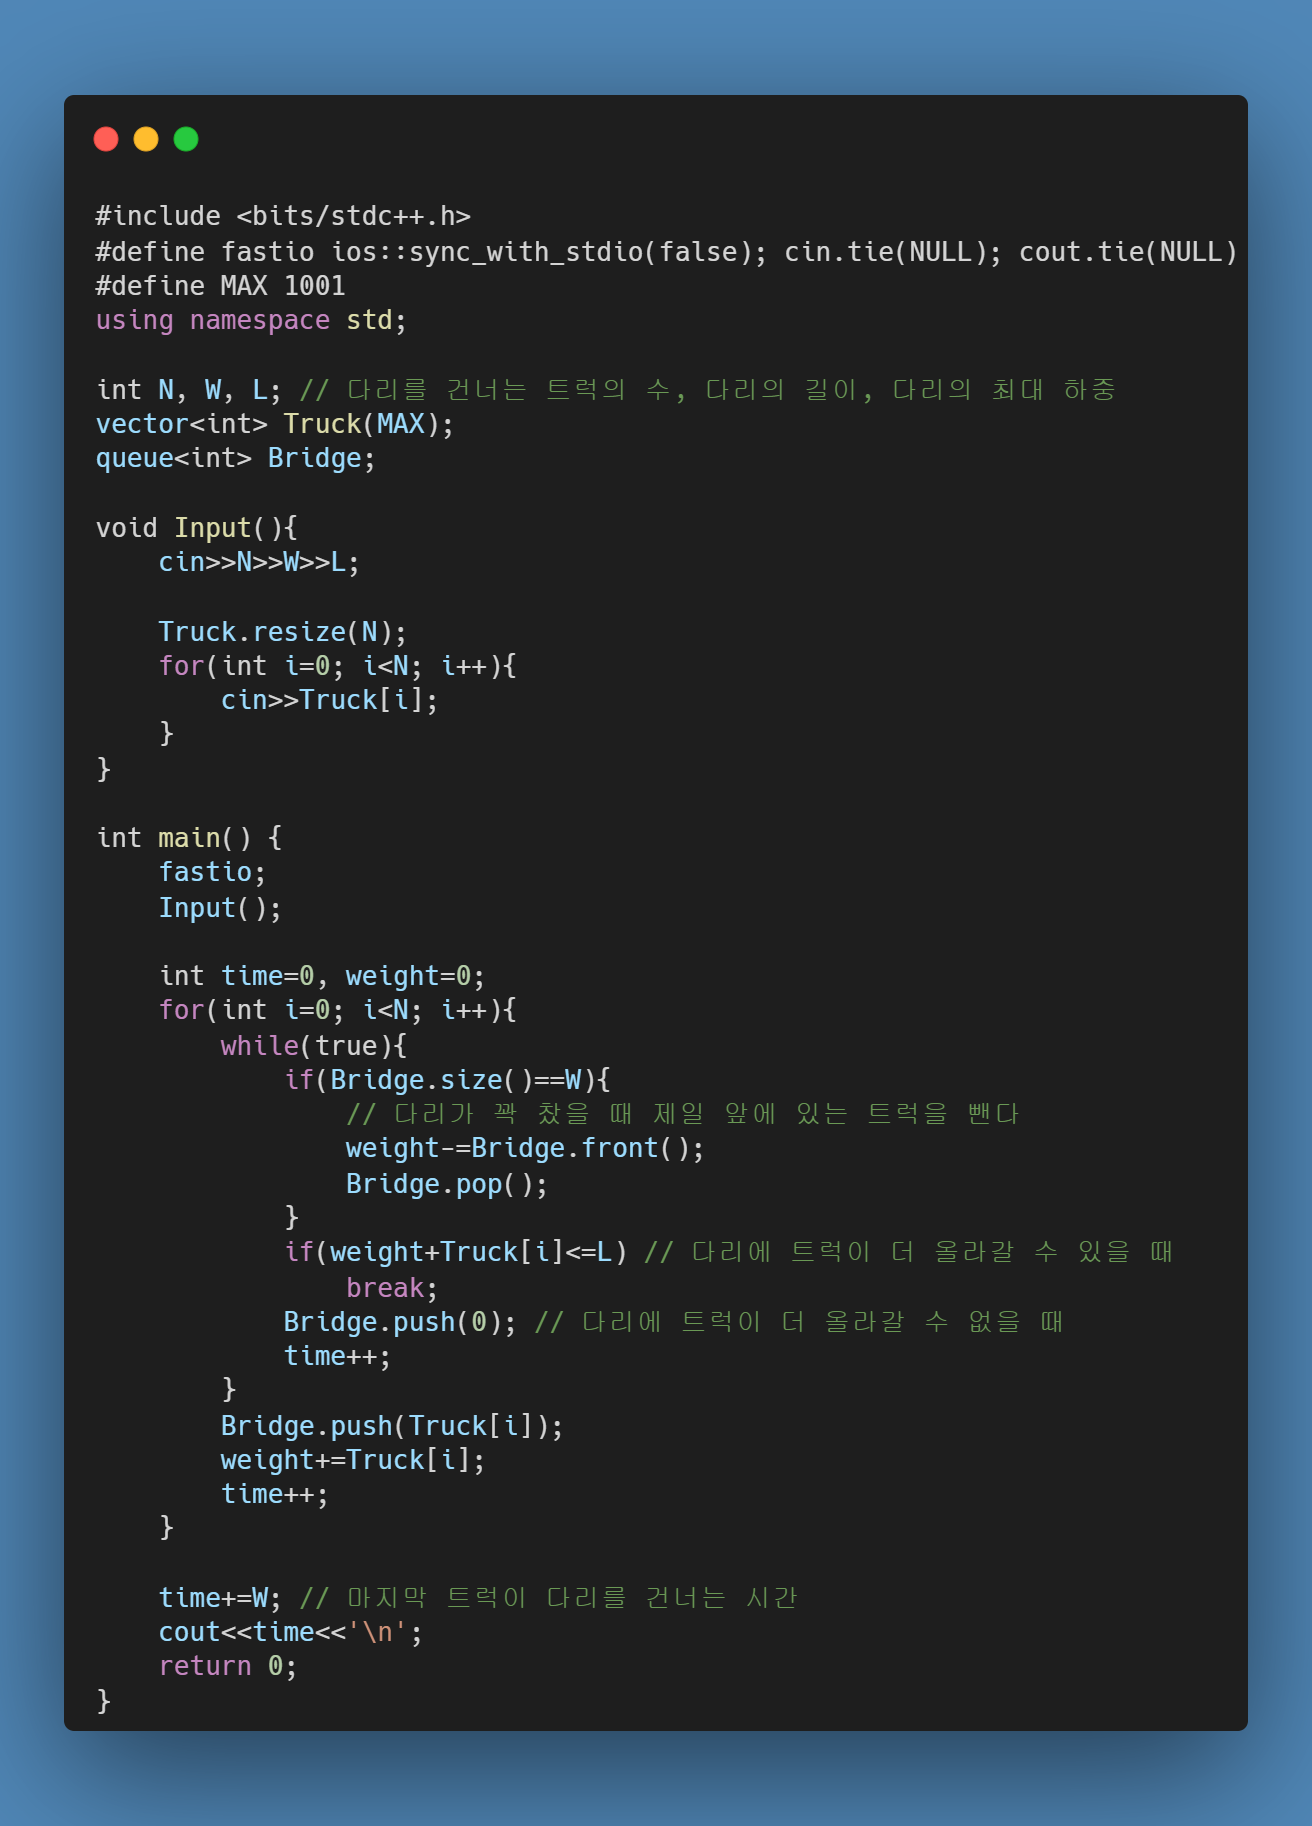 #include <bits/stdc++.h>
#define fastio ios::sync_with_stdio(false); cin.tie(NULL); cout.tie(NULL)
#define MAX 1001
using namespace std;

int N, W, L; // 다리를 건너는 트럭의 수, 다리의 길이, 다리의 최대 하중
vector<int> Truck(MAX);
queue<int> Bridge;

void Input(){
    cin>>N>>W>>L;

    Truck.resize(N);
    for(int i=0; i<N; i++){
        cin>>Truck[i];
    }
}

int main() {
    fastio;
    Input();

    int time=0, weight=0;
    for(int i=0; i<N; i++){
        while(true){
            if(Bridge.size()==W){
                // 다리가 꽉 찼을 때 제일 앞에 있는 트럭을 뺀다
                weight-=Bridge.front();
                Bridge.pop();
            }
            if(weight+Truck[i]<=L) // 다리에 트럭이 더 올라갈 수 있을 때
                break;
            Bridge.push(0); // 다리에 트럭이 더 올라갈 수 없을 때
            time++;
        }
        Bridge.push(Truck[i]);
        weight+=Truck[i];
        time++;
    }

    time+=W; // 마지막 트럭이 다리를 건너는 시간
    cout<<time<<'\n';
    return 0;
}